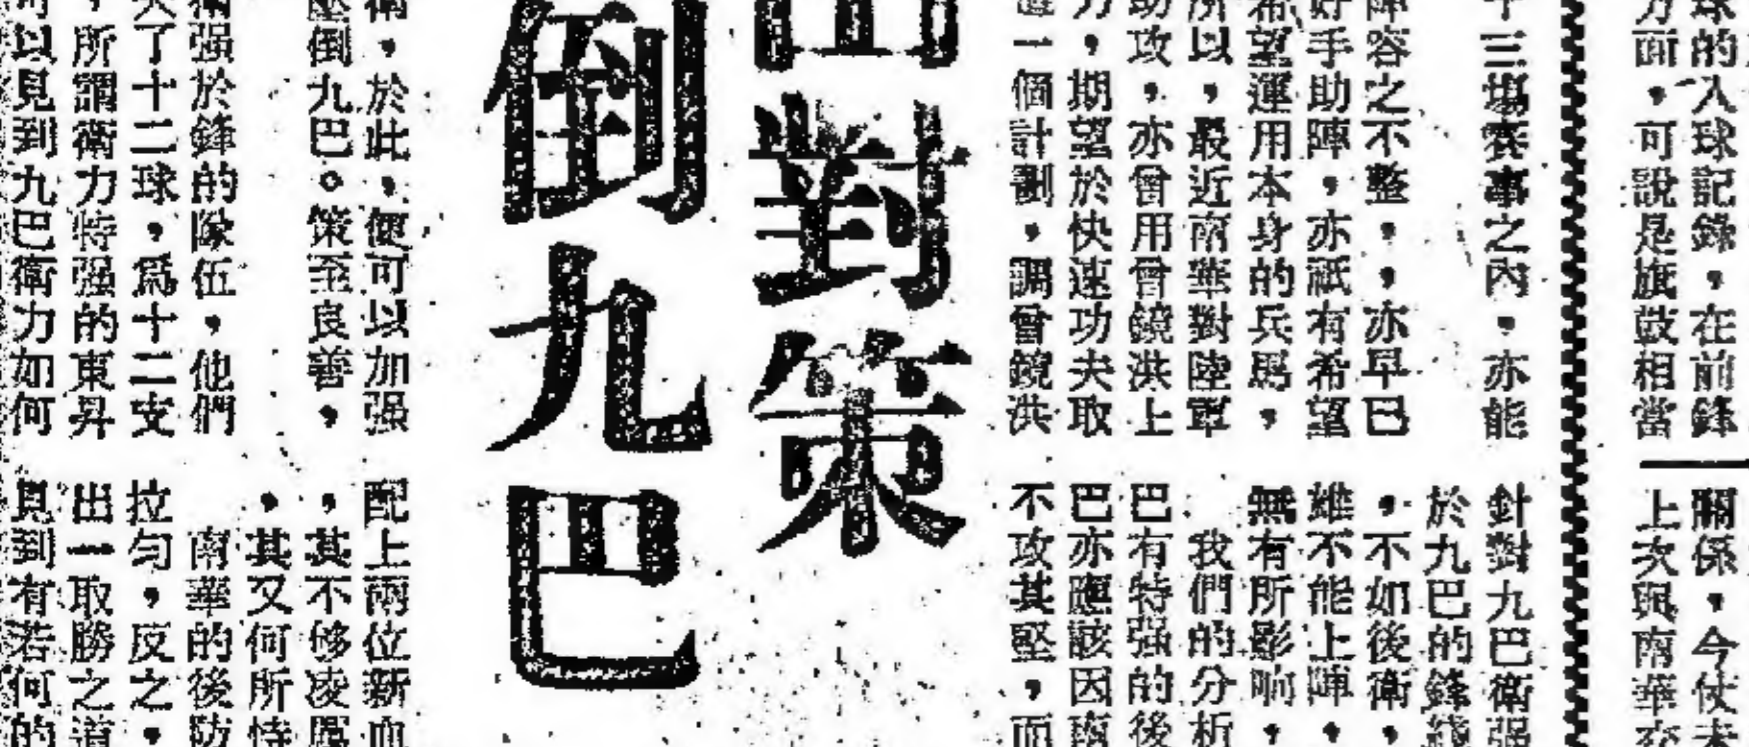 球的入球記錄，在前鋒
方面，可說是旗鼓相當
關係，今仗未
上次與南華交
十三場賽事之內，亦能
陣容之不整，，亦早已
好手助陣，亦祇有希望
希望運用本身的兵馬，
所以，最近南華對陸軍
助攻，亦曾用曾鏡洪上
力，期望於快速功夫取
一個計劃，調曾鏡洪
針對九巴衛强
於九巴的鋒綫
，不如後衛，
雖不能上陣，
無有所影响，
我們的分析
巴有特强的後
巴亦應該因南
不攻其堅，而
出對策
倒九巴
衛，於此，便可以加强
壓倒九巴。策至良善，
强於鋒的隊伍，他們
失了十二球，爲十二支
，所謂衛力特强的東昇
可以見到九巴衛力如何
配上兩位新血
，其不够凌厲
，其又何所恃
南華的後防
拉匀，反之，
出一取勝之道
見到有若何的